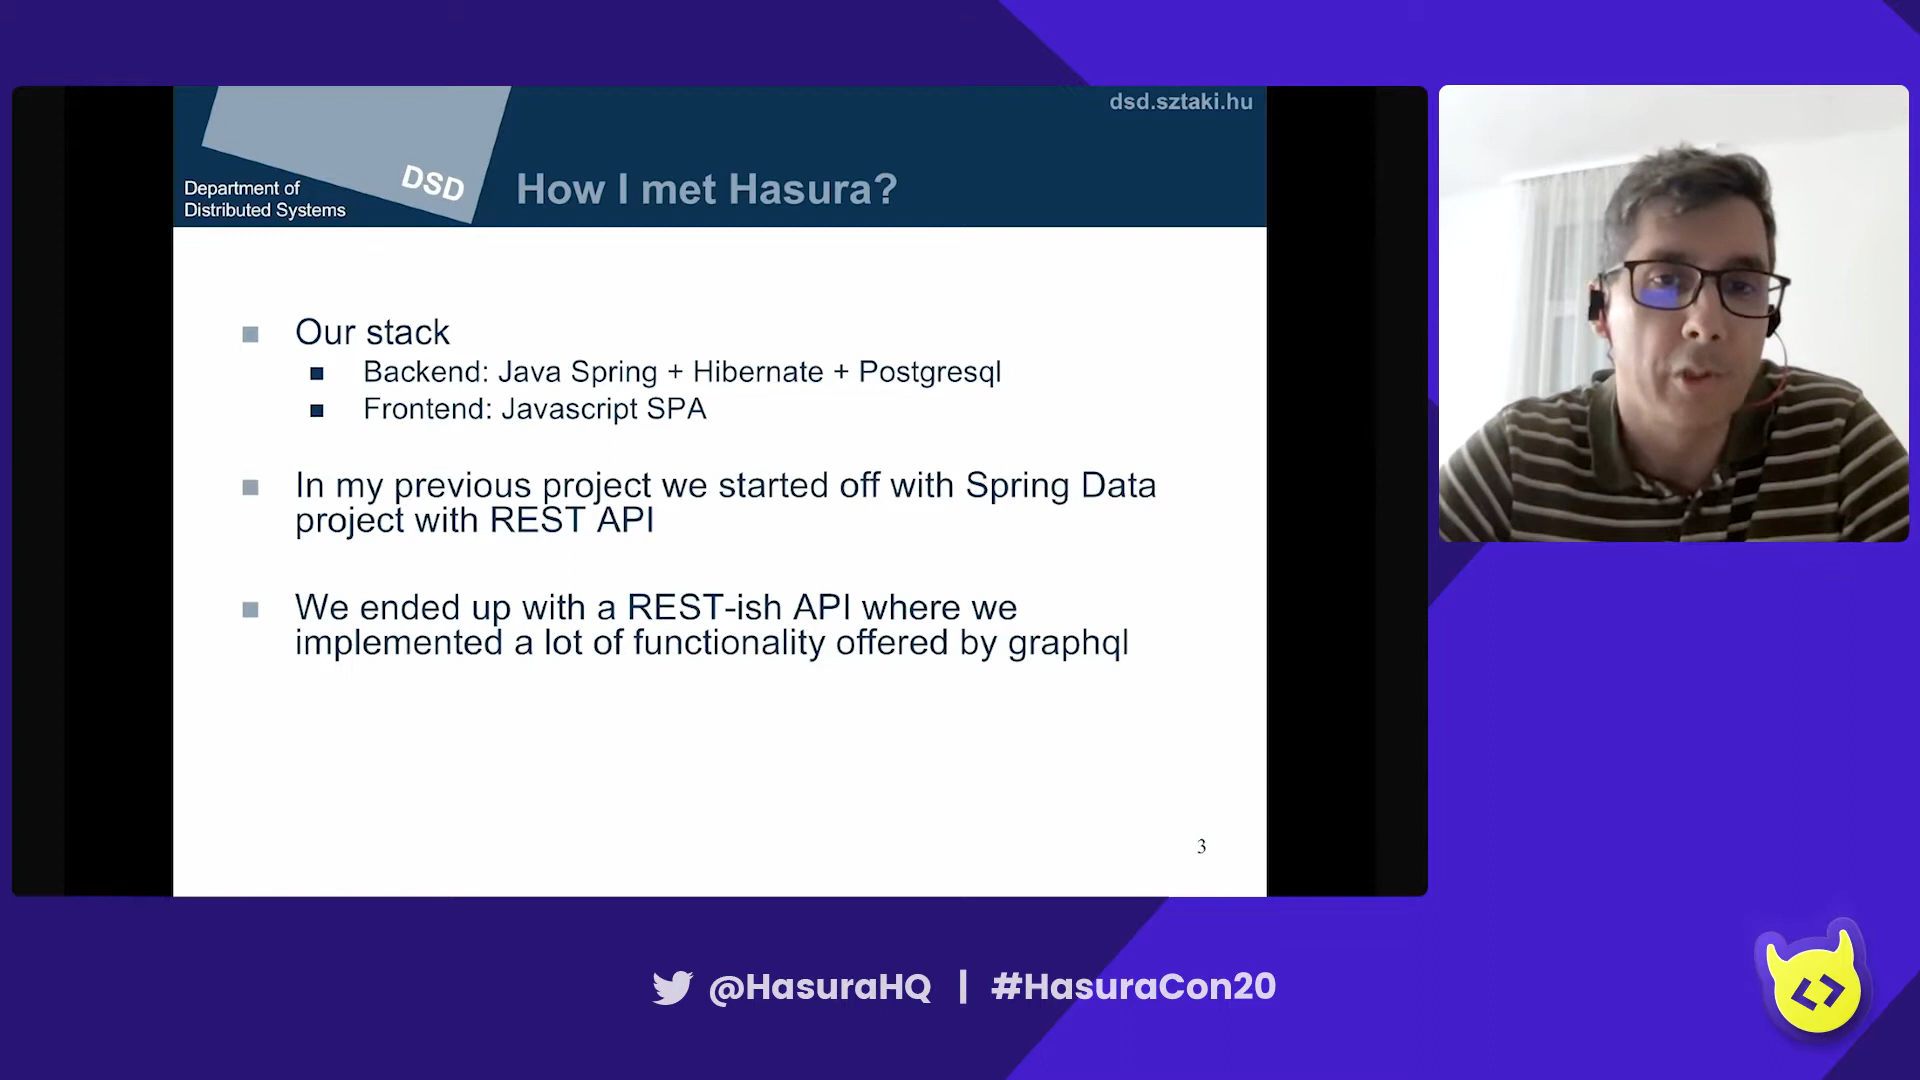 dsd.sztaki.hu
DSD
Department of
Distributed Systems
How I met Hasura?
Our stack
Backend: Java Spring + Hibernate + Postgresql
Frontend: Javascript SPA
In my previous project we started off with Spring Data
project with REST API
We ended up with a REST-ish API where we
implemented a lot of functionality offered by graphql
3
@HasuraHQ | #HasuraCon20